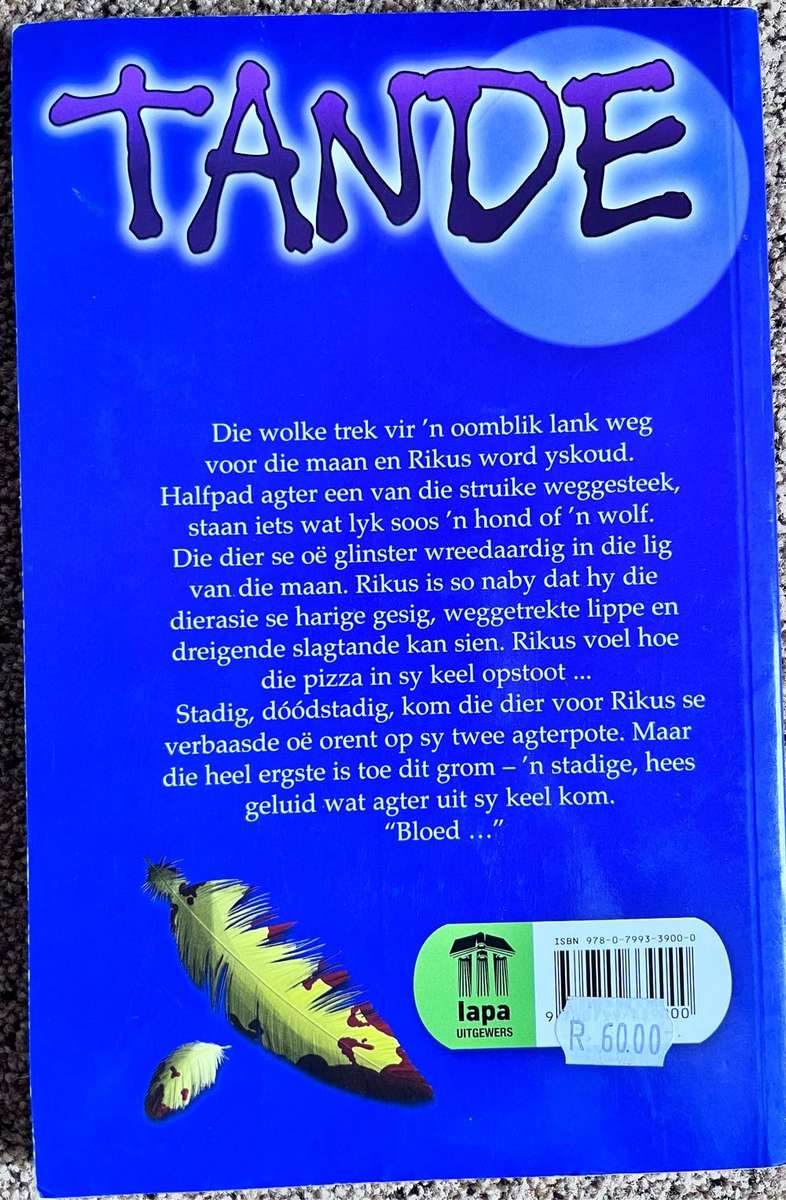 TANDE
Die wolke trek vir 'n oomblik lank weg
voor die maan en Rikus word yskoud.
Halfpad agter een van die struike weggesteek,
staan iets wat lyk soos 'n hond of 'n wolf.
Die dier se oë glinster wreedaardig in die lig
van die maan. Rikus is so naby dat hy die
dierasie se harige gesig, weggetrekte lippe en
dreigende slagtande kan sien. Rikus voel hoe
die pizza in sy keel opstoot ...
Stadig, dóódstadig, kom die dier voor Rikus se
verbaasde oë orent op sy twee agterpote. Maar
die heel ergste is toe dit grom – 'n stadige, hees
geluid wat agter uit sy keel kom.
“Bloed ...”
ISBN 978-0-7993-3900-0
lapa
UITGEWERS
R 60.00